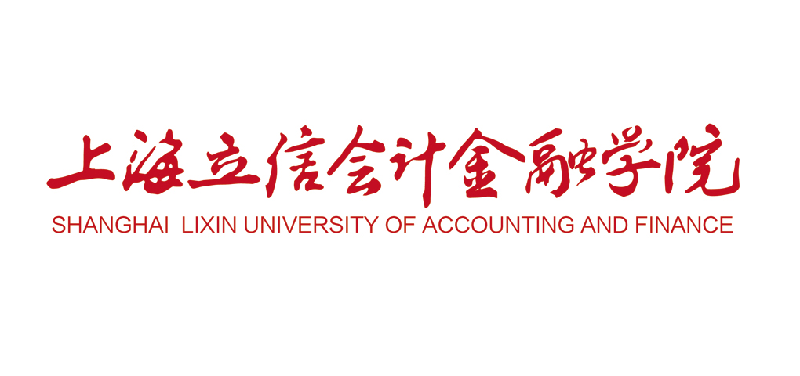 上海立信会计金融学院
SHANGHAI LIXIN UNIVERSITY OF ACCOUNTING AND FINANCE